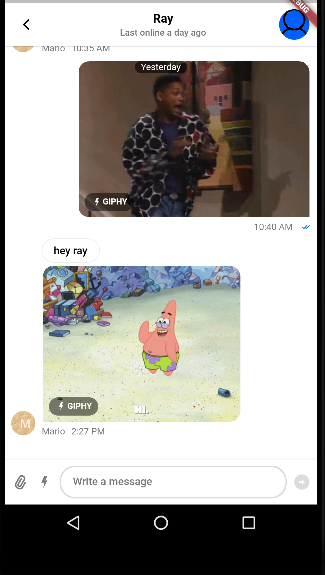 Ray
Last online a day ago
Mario 10:35 AM
Yesterday
GIPHY
10:40 AM
hey ray
HI.
GIPHY
M
Mario 2:27 PM
Write a message